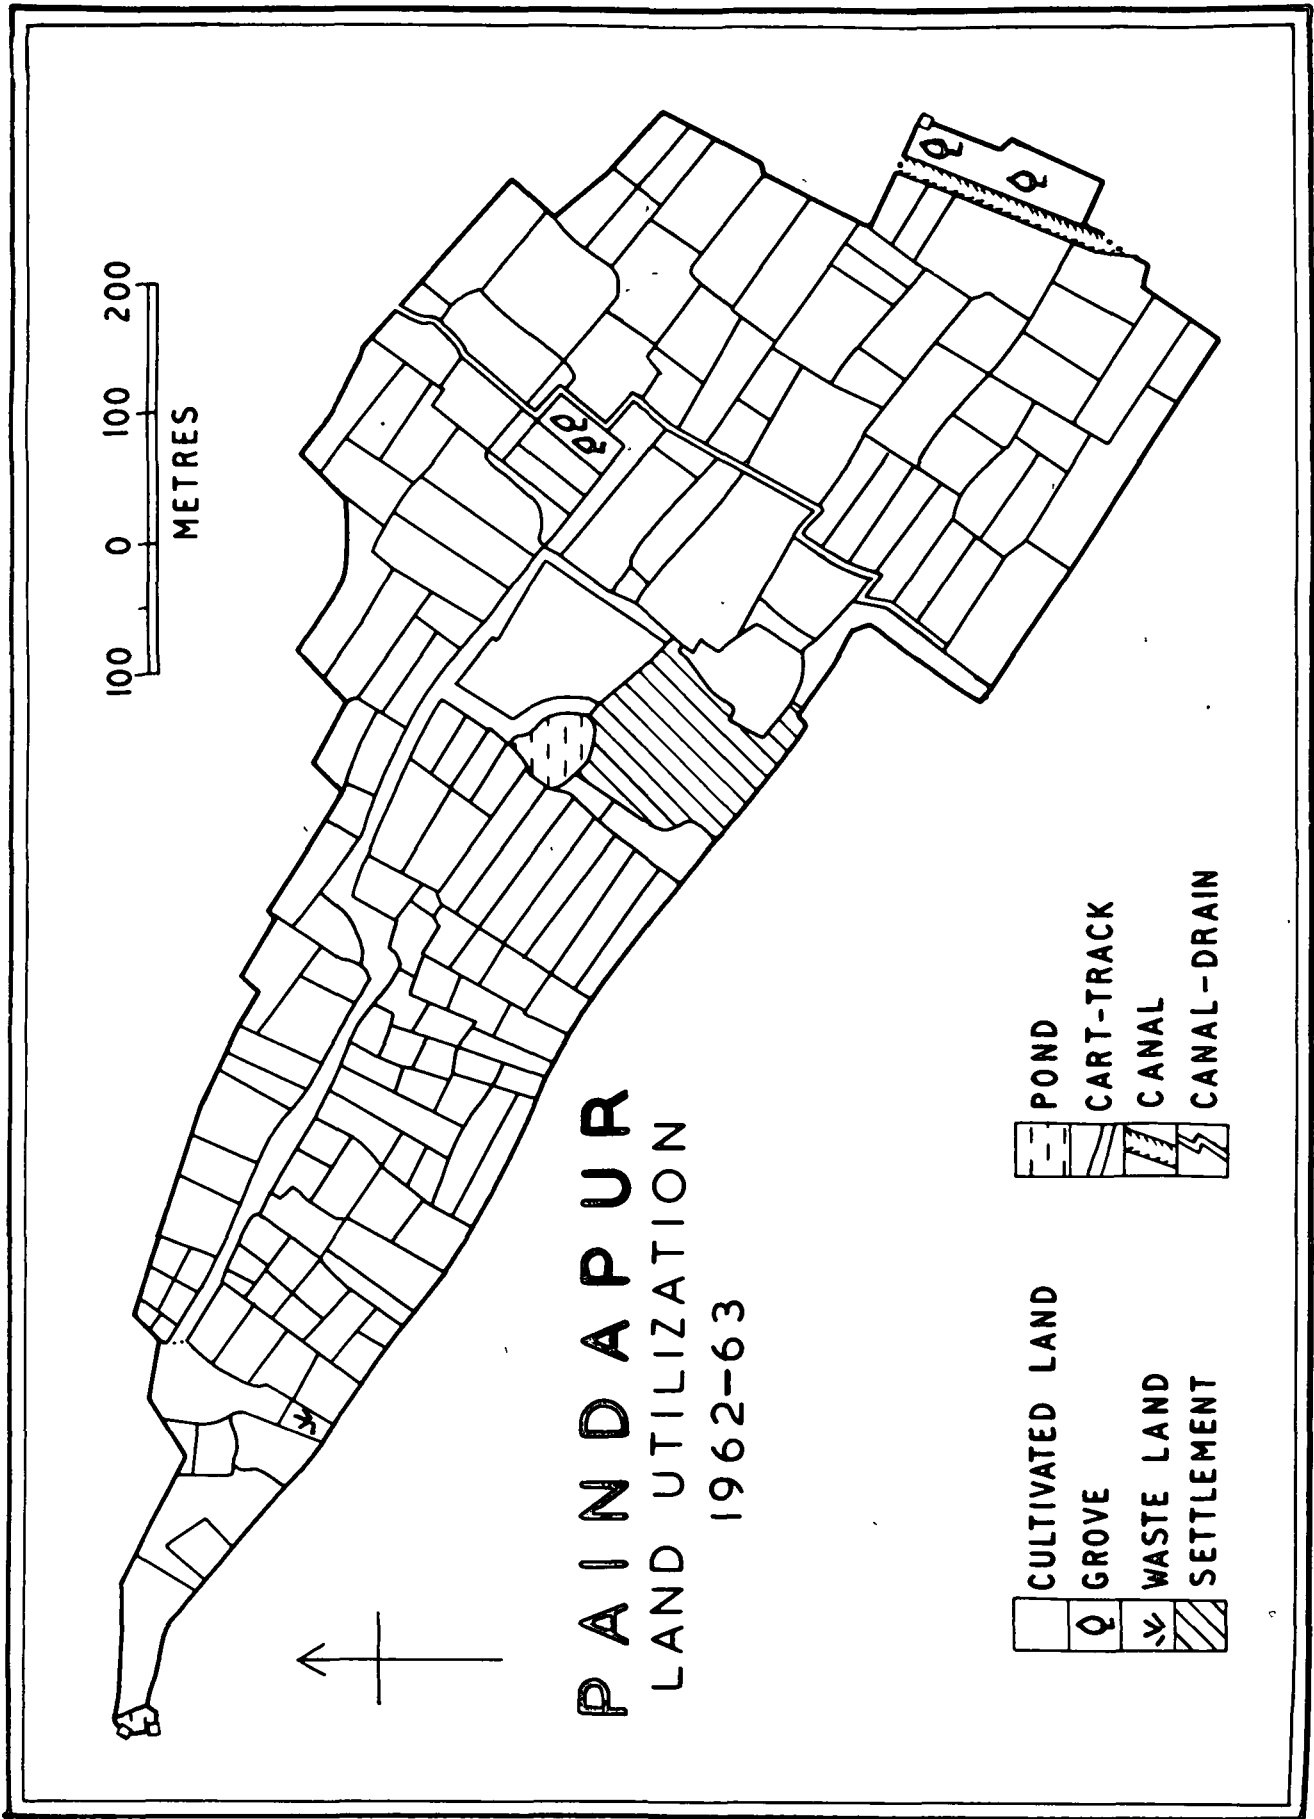 100 0 100 200
METRES
PAINDAPUR
LAND UTILIZATION
1962-63
CULTIVATED LAND
GROVE
WASTE LAND
SETTLEMENT
POND
CART-TRACK
CANAL
CANAL-DRAIN